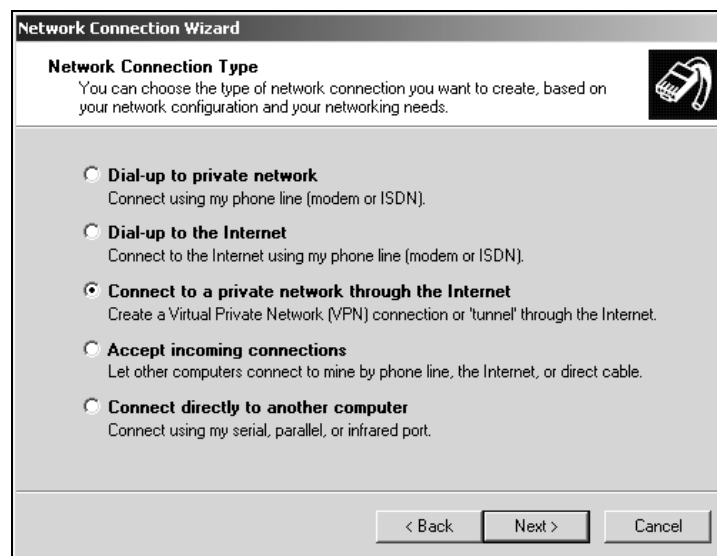 Network Connection Wizard
Network Connection Type
You can choose the type of network connection you want to create, based on
your network configuration and your networking needs.
Dial-up to private network
Connect using my phone line (modem or ISDN).
Dial-up to the Internet
Connect to the Internet using my phone line (modem or ISDN).
Connect to a private network through the Internet
Create a Virtual Private Network (VPN) connection or 'tunnel' through the Internet.
Accept incoming connections
Let other computers connect to mine by phone line, the Internet, or direct cable.
Connect directly to another computer
Connect using my serial, parallel, or infrared port.
< Back Next > Cancel